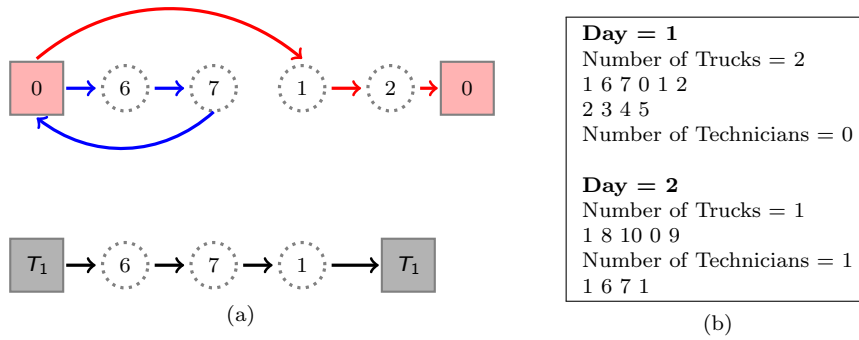 0 6 7 1 2 0
T1 6 7 1 T1
(a)
Day = 1
Number of Trucks = 2
1 6 7 0 1 2
2 3 4 5
Number of Technicians = 0
Day = 2
Number of Trucks = 1
1 8 10 0 9
Number of Technicians = 1
1 6 7 1
(b)